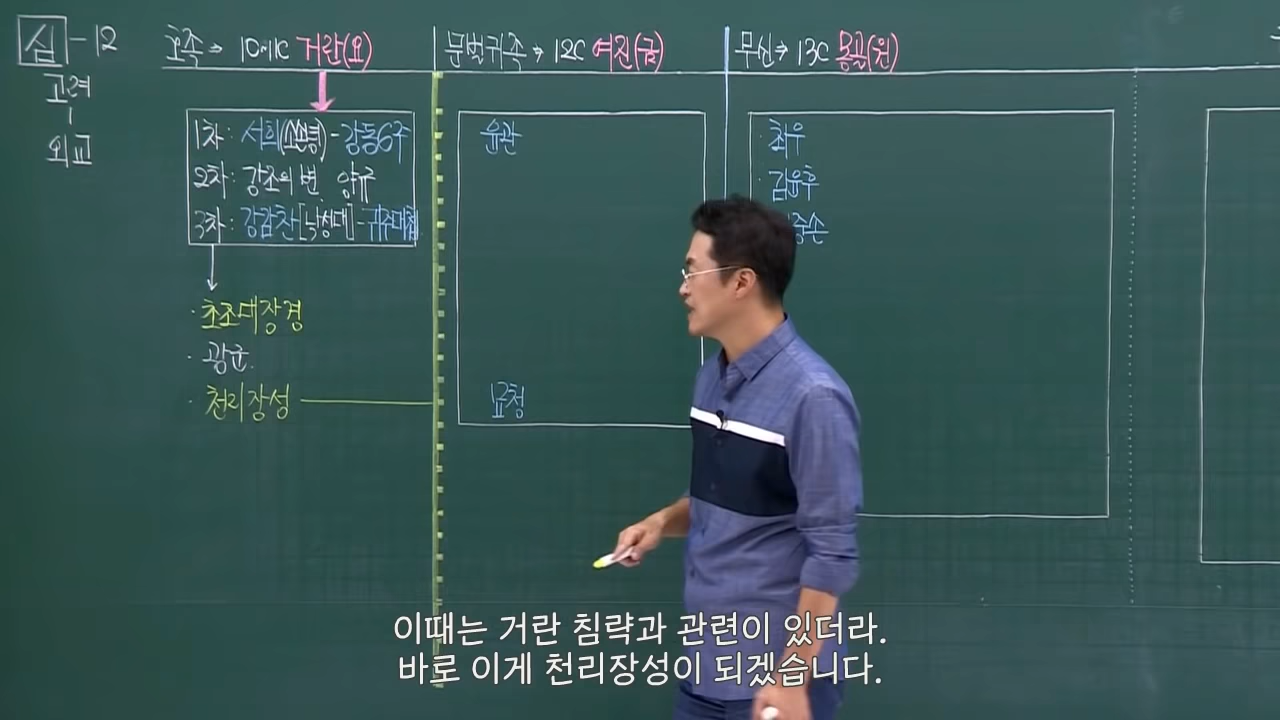 심-12
고려
외교
호족→ 10~11C 거란(요)
1차: 서희(소손녕)-강동6주
2차: 강조의 변, 양규
3차: 강감찬[낙성대]-귀주대첩
· 초조대장경
· 광군.
· 천리장성
문벌귀족→ 12C 여진(금)
윤관
묘청
무신→ 13C 몽골(원)
· 최우
· 김윤후
중손
이때는 거란 침략과 관련이 있더라.
바로 이게 천리장성이 되겠습니다.